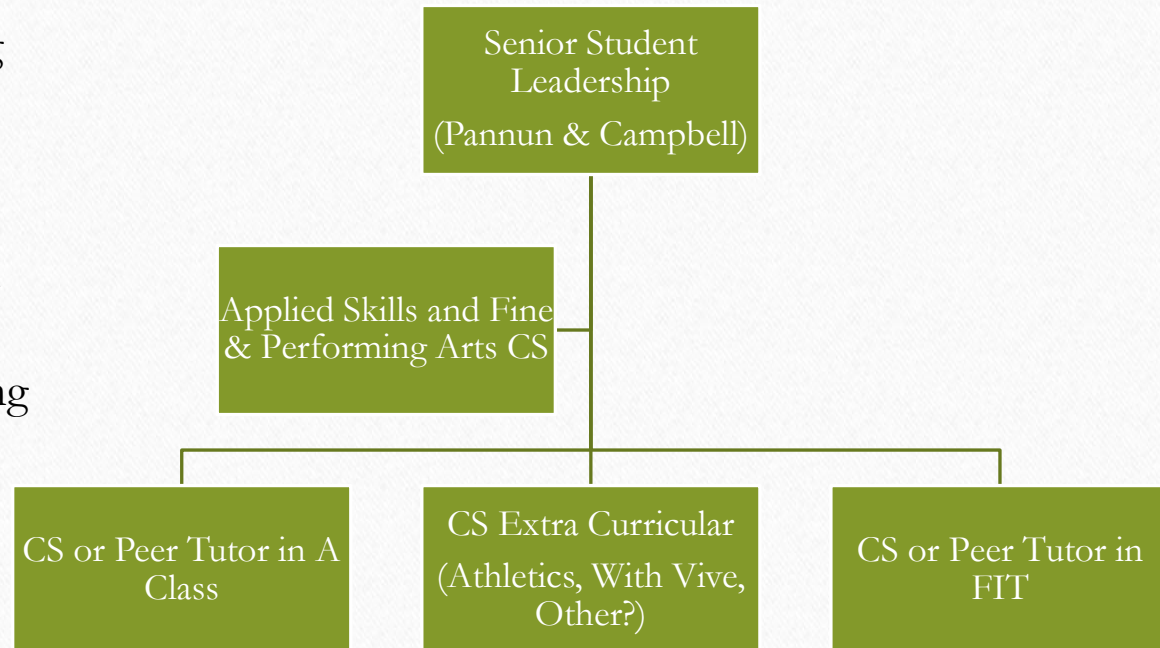 g
Senior Student
Leadership
(Pannun & Campbell)
Applied Skills and Fine
& Performing Arts CS
ng
CS or Peer Tutor in A
Class
CS Extra Curricular
(Athletics, With Vive,
Other?)
CS or Peer Tutor in
FIT